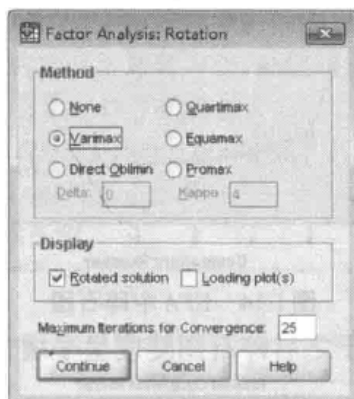 Factor Analysis: Rotation
Method
None
Quartimax
Varimax
Equamax
Direct Oblimin
Promax
Delta: 0
Kappa 4
Display
Rotated solution
Loading plot(s)
Maximum Iterations for Convergence: 25
Continue
Cancel
Help